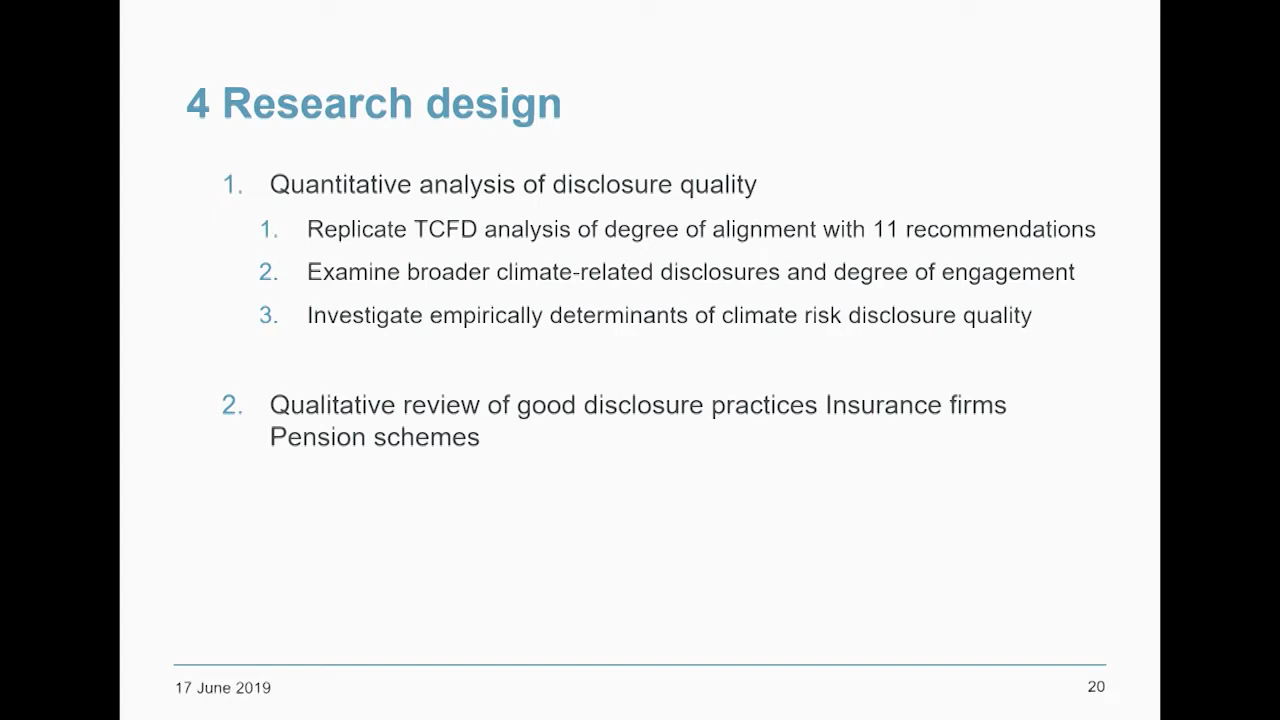 4 Research design
1. Quantitative analysis of disclosure quality
1. Replicate TCFD analysis of degree of alignment with 11 recommendations
2. Examine broader climate-related disclosures and degree of engagement
3. Investigate empirically determinants of climate risk disclosure quality
2. Qualitative review of good disclosure practices Insurance firms
Pension schemes
17 June 2019
20